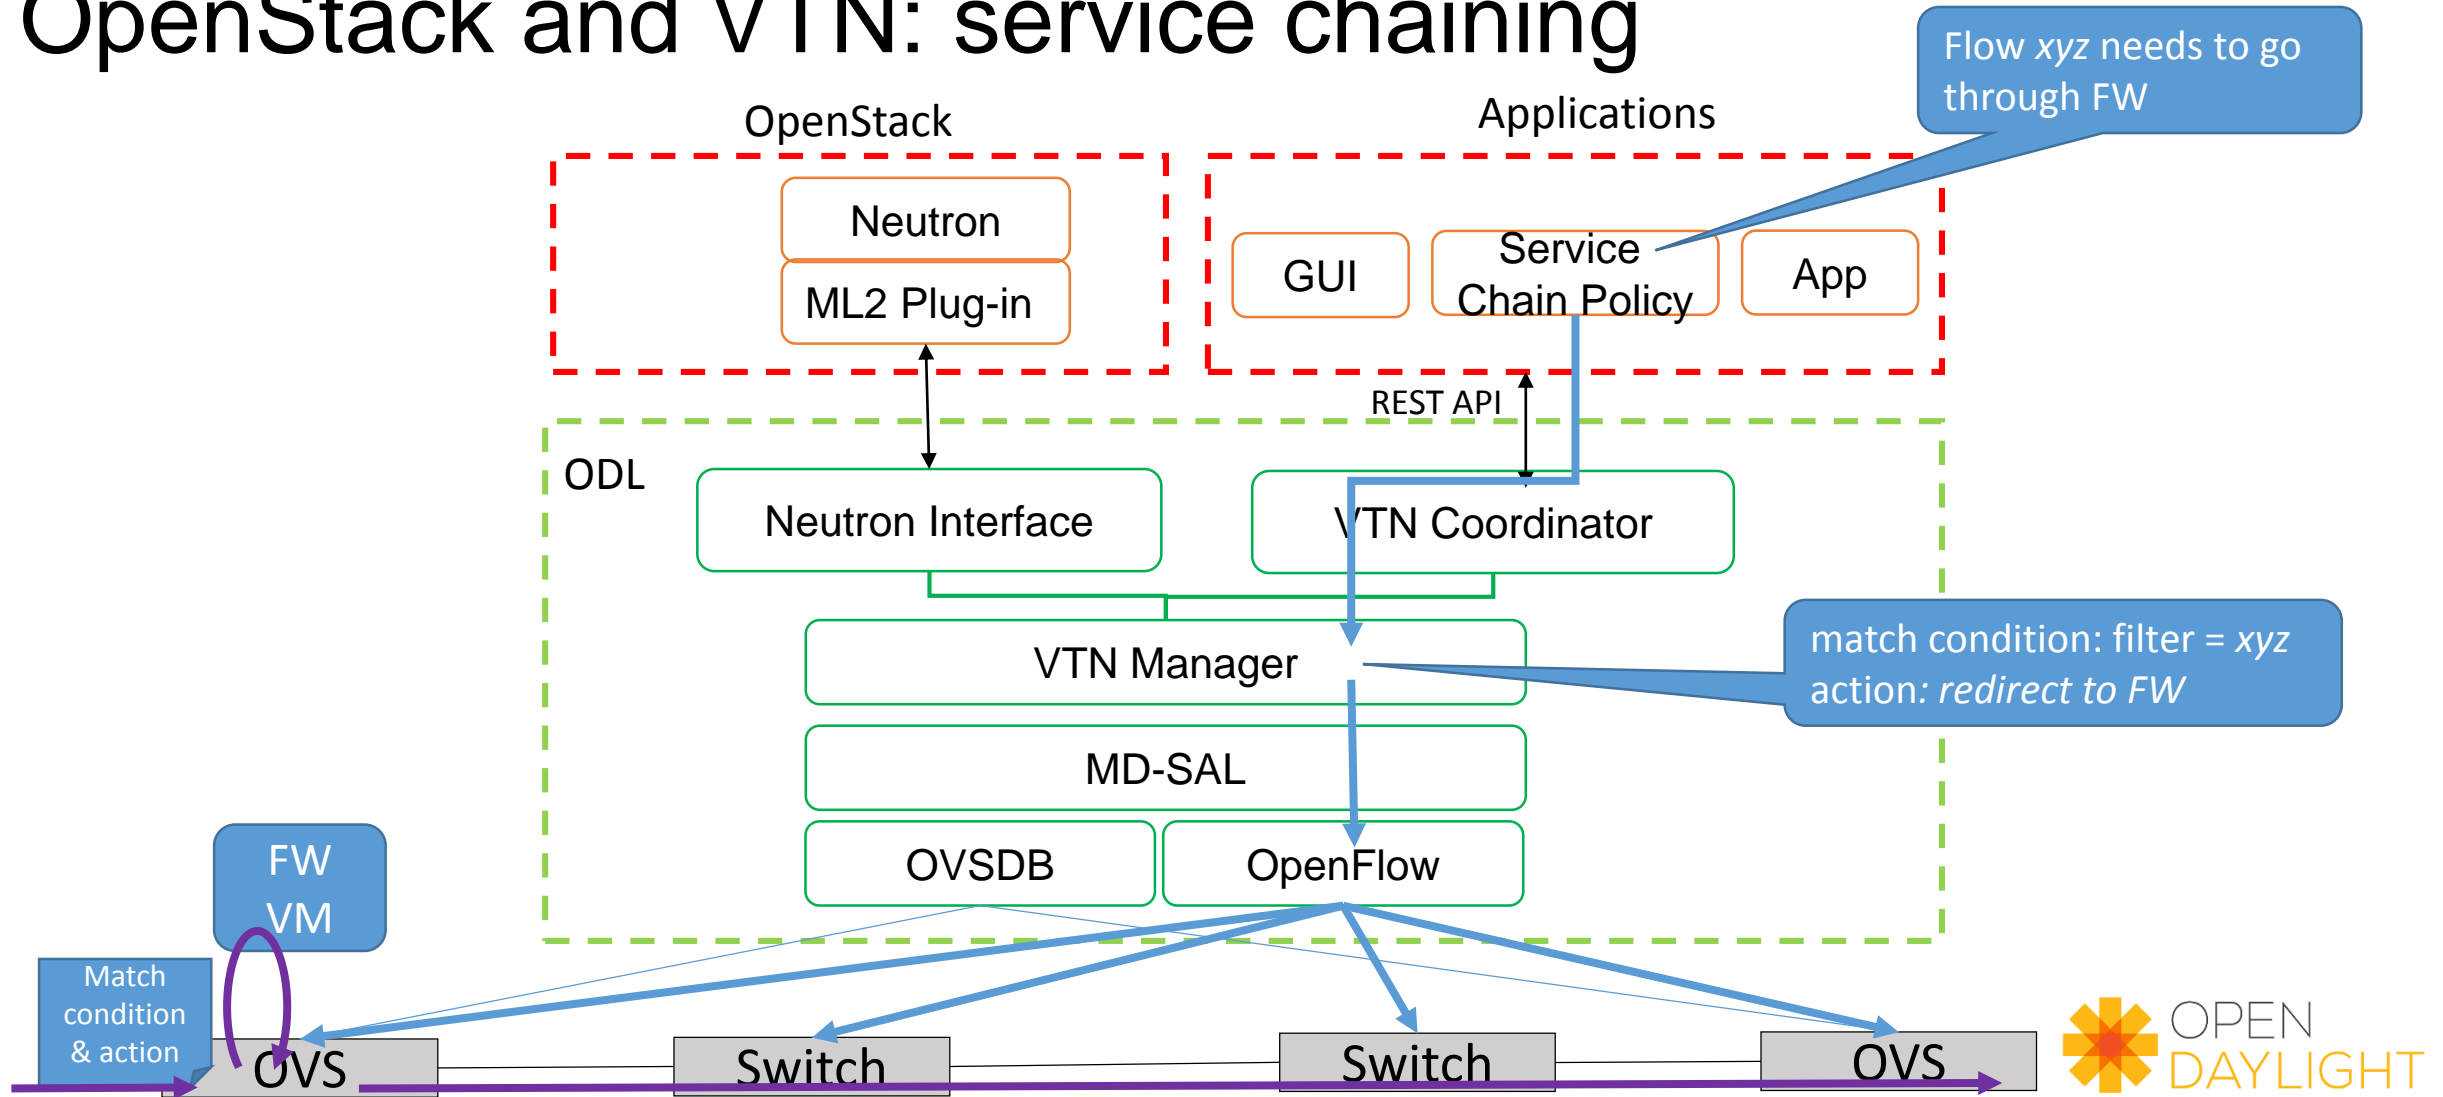 OpenStack and VTN: service chaining
Flow xyz needs to go
through FW
OpenStack
Applications
Neutron
ML2 Plug-in
GUI
Service
Chain Policy
App
REST API
ODL
Neutron Interface
VTN Coordinator
VTN Manager
match condition: filter = xyz
action: redirect to FW
MD-SAL
OVSDB
OpenFlow
FW
VM
Match
condition
& action
OVS
Switch
Switch
OVS
OPEN
DAYLIGHT